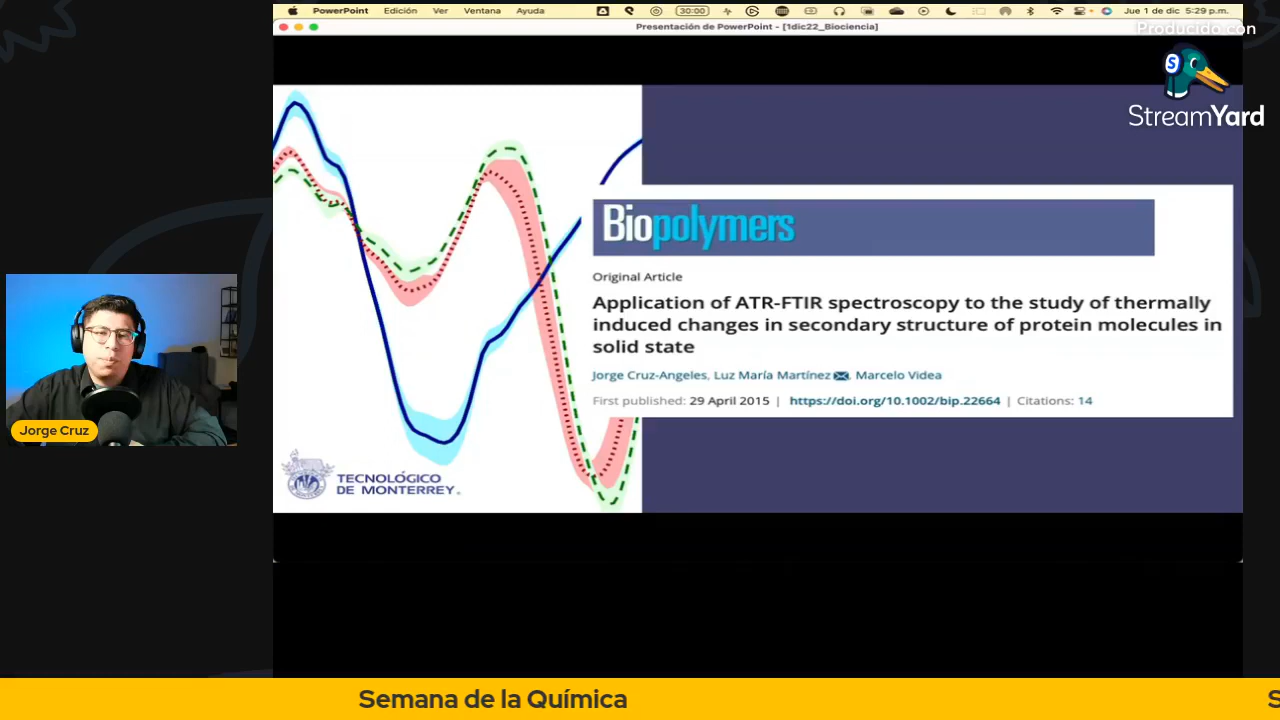 PowerPoint Edición Ver Ventana Ayuda 30:00 Jue 1 de dic 5:29 p.m.
Presentación de PowerPoint - [1dic22_Biociencia]
Producido con
StreamYard
Biopolymers
Original Article
Application of ATR-FTIR spectroscopy to the study of thermally
induced changes in secondary structure of protein molecules in
solid state
Jorge Cruz-Angeles, Luz María Martínez, Marcelo Videa
First published: 29 April 2015 | https://doi.org/10.1002/bip.22664 | Citations: 14
TECNOLÓGICO
DE MONTERREY.
Jorge Cruz
Semana de la Química
S